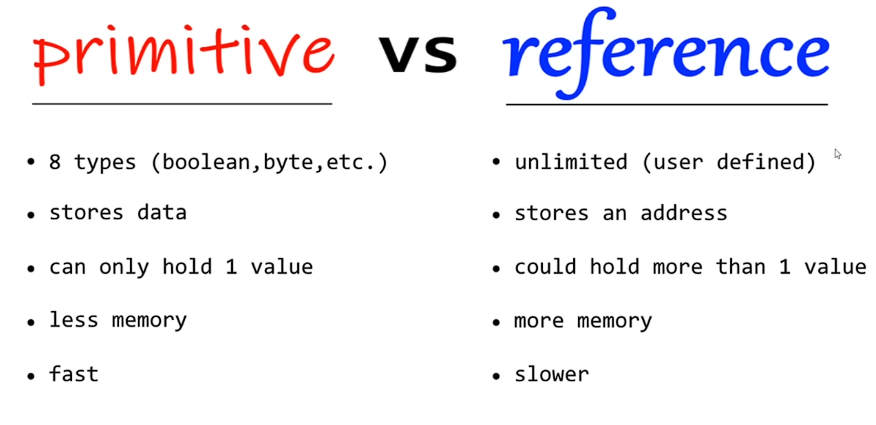 primitive vs reference
• 8 types (boolean,byte,etc.)
• stores data
• can only hold 1 value
• less memory
• fast
• unlimited (user defined)
• stores an address
• could hold more than 1 value
• more memory
• slower